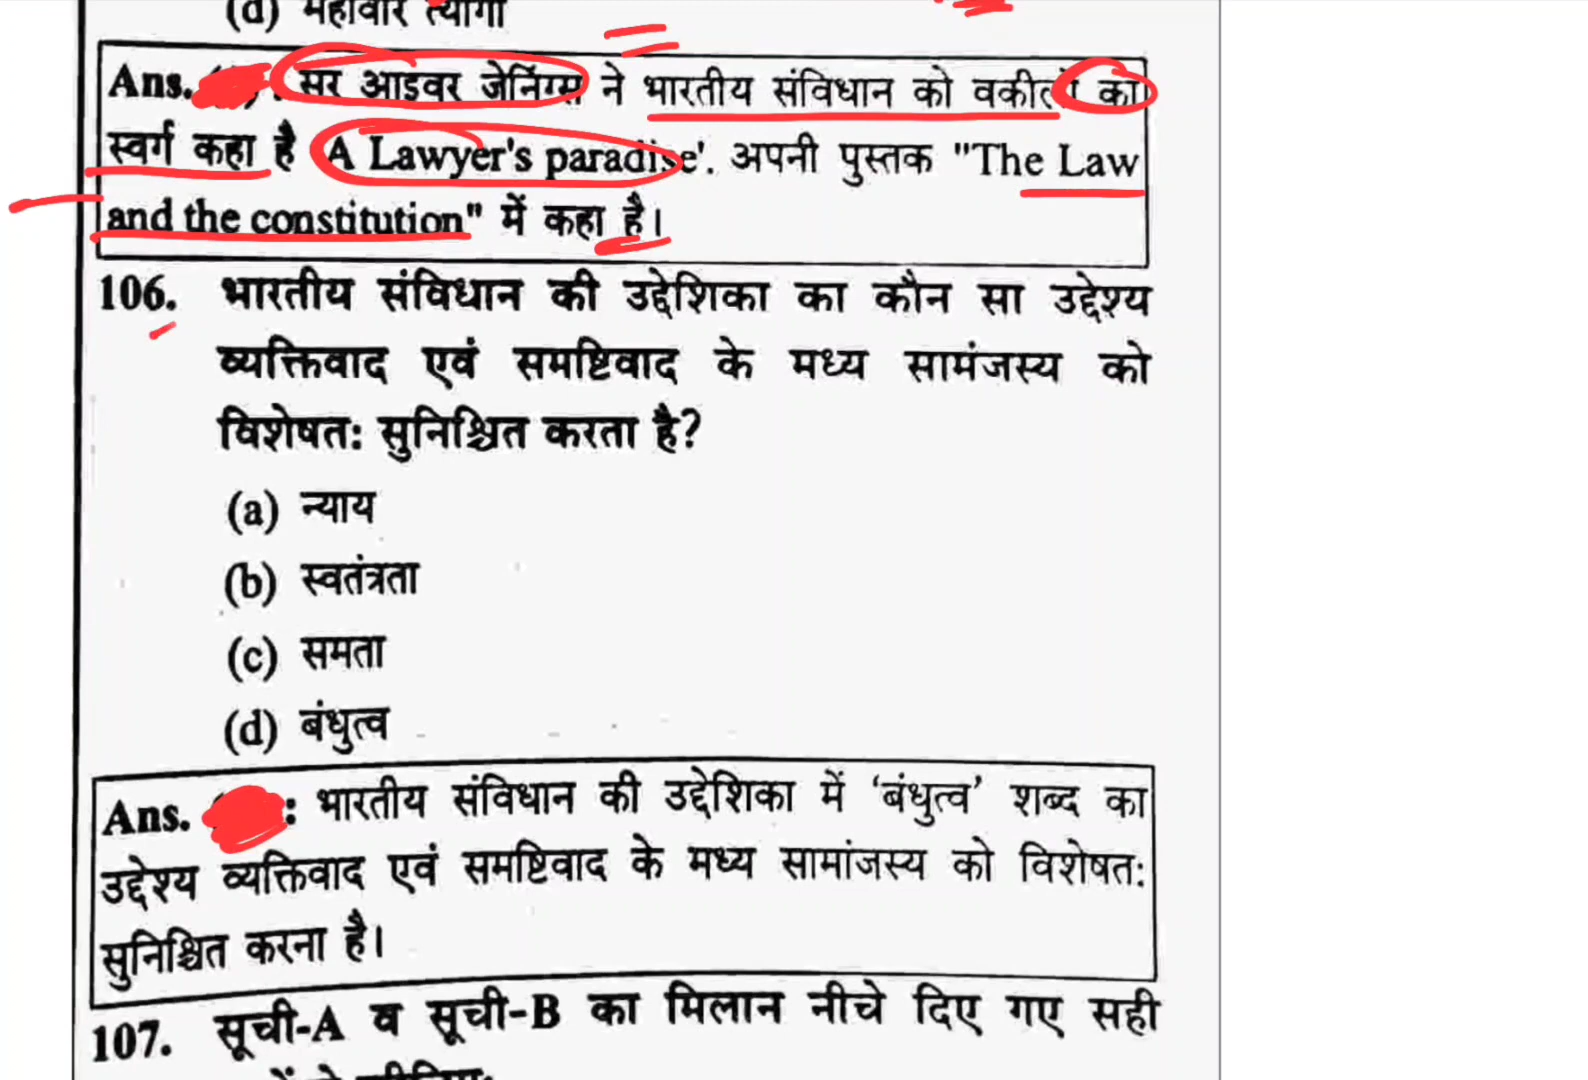 (d) महावीर त्यागी
Ans. : सर आइवर जेनिंग्स ने भारतीय संविधान को वकीलों का
स्वर्ग कहा है 'A Lawyer's paradise'. अपनी पुस्तक "The Law
and the constitution" में कहा है।
106. भारतीय संविधान की उद्देशिका का कौन सा उद्देश्य
व्यक्तिवाद एवं समष्टिवाद के मध्य सामंजस्य को
विशेषत: सुनिश्चित करता है?
(a) न्याय
(b) स्वतंत्रता
(c) समता
(d) बंधुत्व
Ans. : भारतीय संविधान की उद्देशिका में ‘बंधुत्व’ शब्द का
उद्देश्य व्यक्तिवाद एवं समष्टिवाद के मध्य सामांजस्य को विशेषत:
सुनिश्चित करना है।
107. सूची-A व सूची-B का मिलान नीचे दिए गए सही